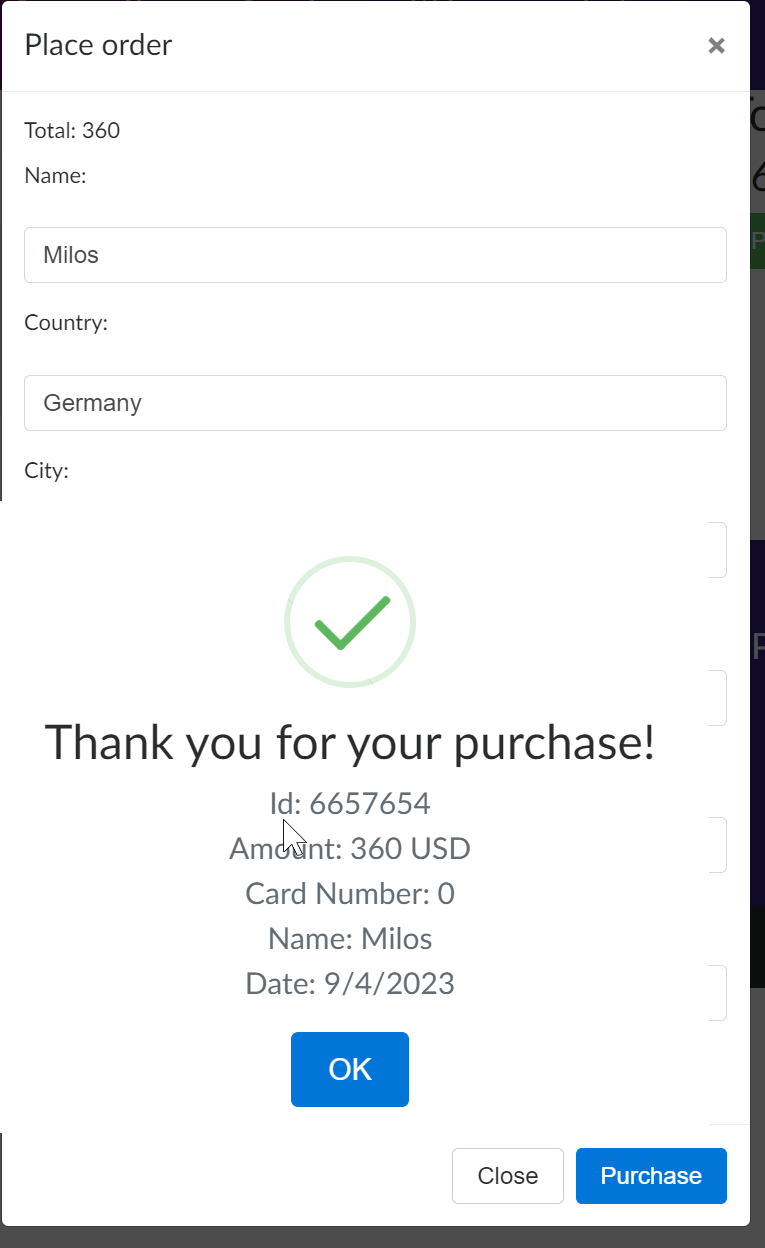 Place order
×
Total: 360
Name:
Milos
Country:
Germany
City:
Thank you for your purchase!
Id: 6657654
Amount: 360 USD
Card Number: 0
Name: Milos
Date: 9/4/2023
OK
Close
Purchase